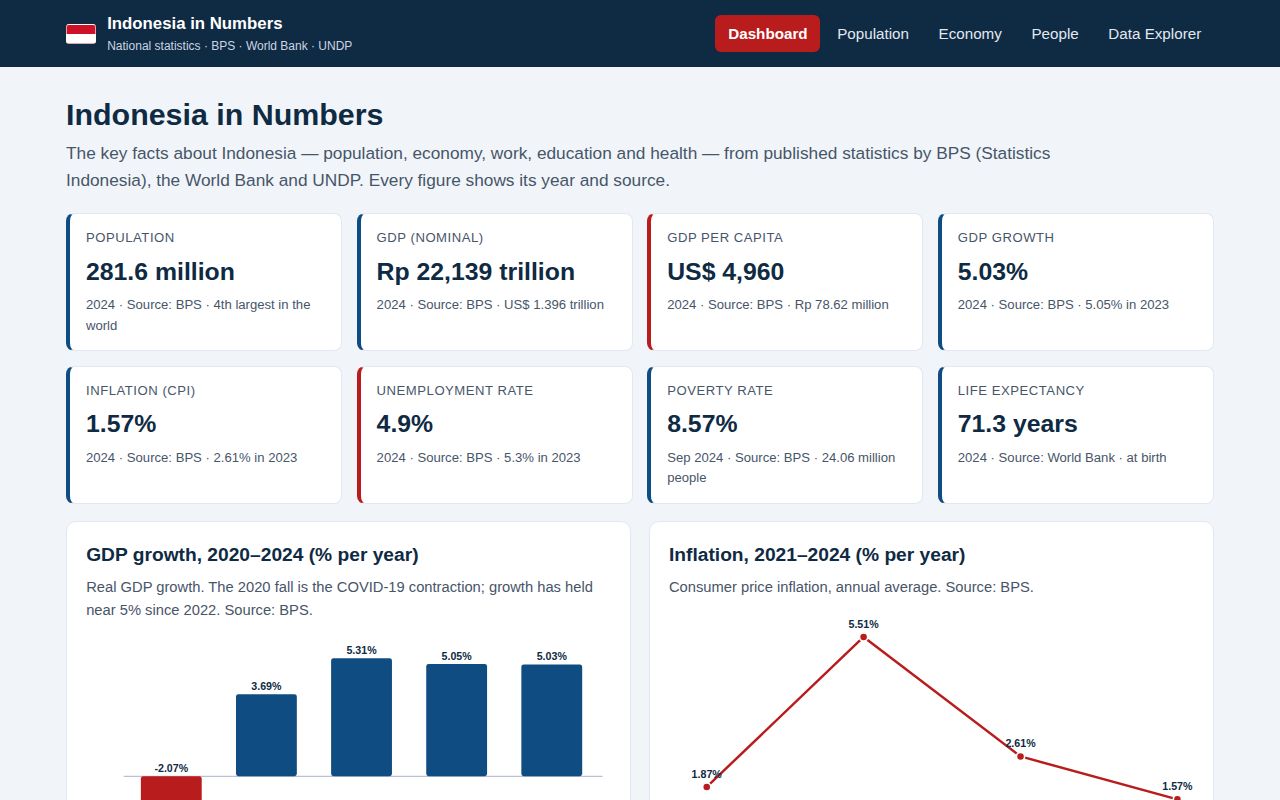 Indonesia in Numbers
National statistics · BPS · World Bank · UNDP
Dashboard
Population
Economy
People
Data Explorer
Indonesia in Numbers
The key facts about Indonesia — population, economy, work, education and health — from published statistics by BPS (Statistics
Indonesia), the World Bank and UNDP. Every figure shows its year and source.
POPULATION
281.6 million
2024 · Source: BPS · 4th largest in the
world
GDP (NOMINAL)
Rp 22,139 trillion
2024 · Source: BPS · US$ 1.396 trillion
GDP PER CAPITA
US$ 4,960
2024 · Source: BPS · Rp 78.62 million
GDP GROWTH
5.03%
2024 · Source: BPS · 5.05% in 2023
INFLATION (CPI)
1.57%
2024 · Source: BPS · 2.61% in 2023
UNEMPLOYMENT RATE
4.9%
2024 · Source: BPS · 5.3% in 2023
POVERTY RATE
8.57%
Sep 2024 · Source: BPS · 24.06 million
people
LIFE EXPECTANCY
71.3 years
2024 · Source: World Bank · at birth
GDP growth, 2020–2024 (% per year)
Real GDP growth. The 2020 fall is the COVID-19 contraction; growth has held
near 5% since 2022. Source: BPS.
-2.07%
3.69%
5.31%
5.05%
5.03%
Inflation, 2021–2024 (% per year)
Consumer price inflation, annual average. Source: BPS.
1.87%
5.51%
2.61%
1.57%